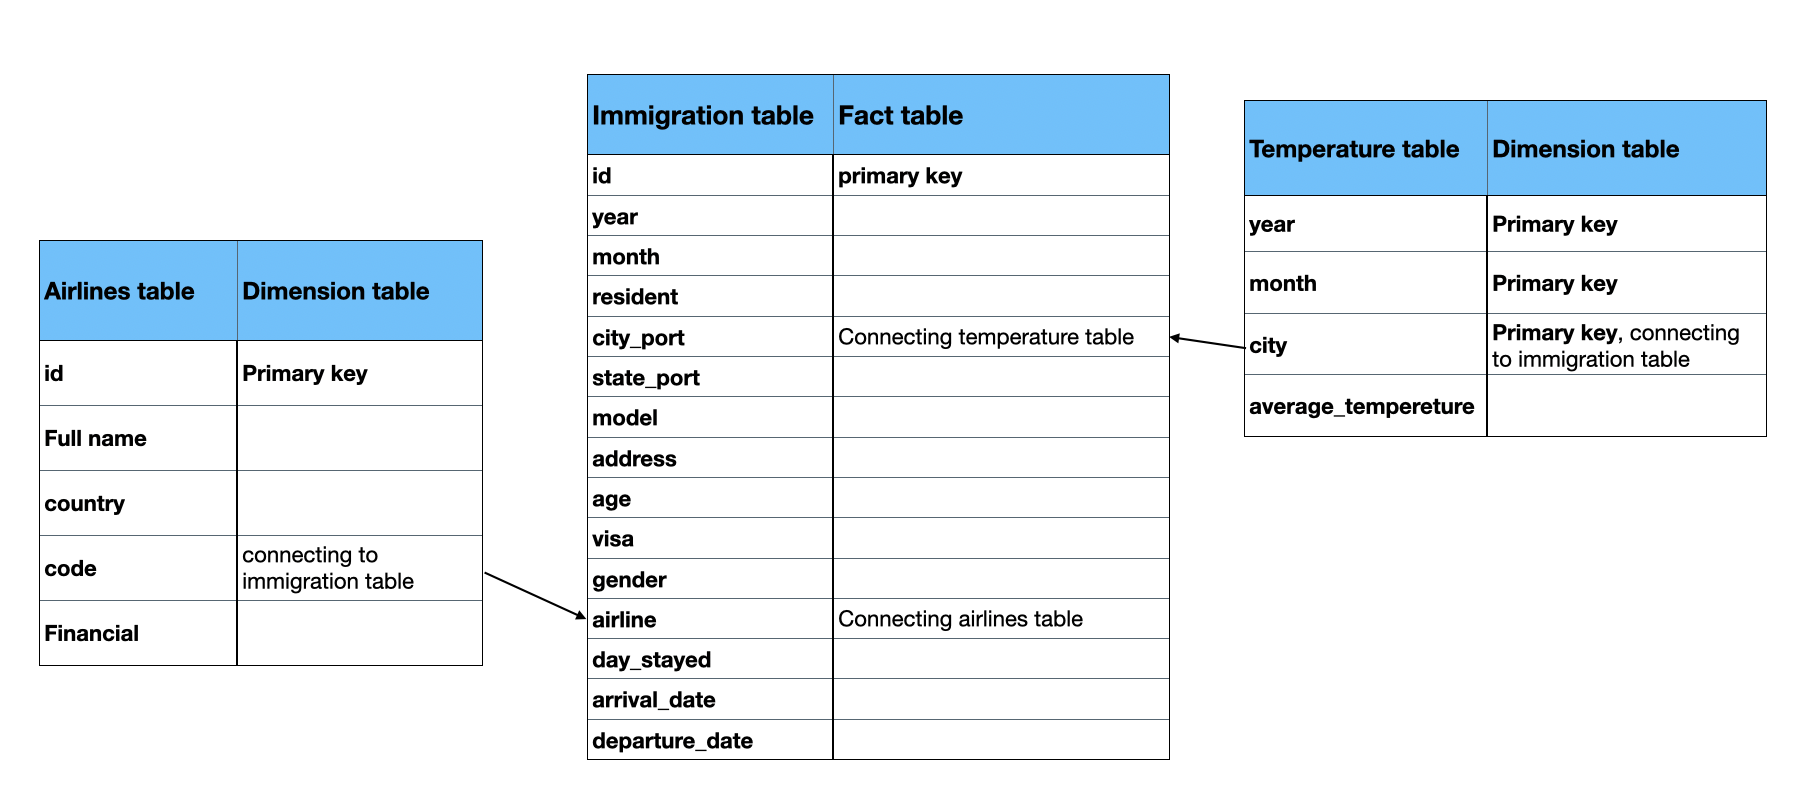 Airlines table Dimension table
id Primary key
Full name
country
code connecting to
immigration table
Financial
Immigration table Fact table
id primary key
year
month
resident
city_port Connecting temperature table
state_port
model
address
age
visa
gender
airline Connecting airlines table
day_stayed
arrival_date
departure_date
Temperature table Dimension table
year Primary key
month Primary key
city Primary key, connecting
to immigration table
average_tempereture